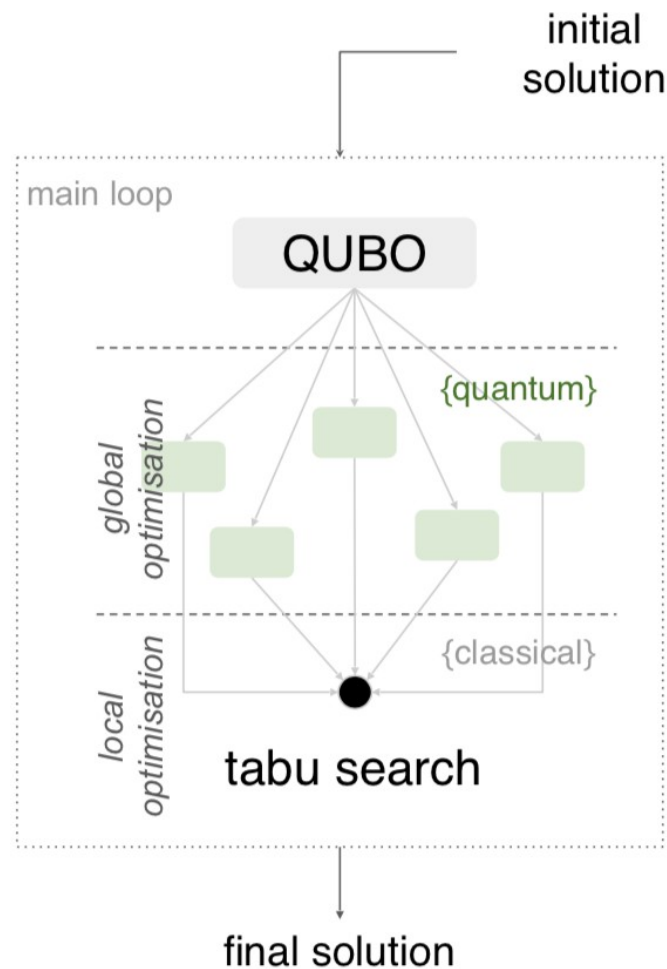 initial
solution
main loop
QUBO
{quantum}
global
optimisation
{classical}
local
optimisation
tabu search
final solution